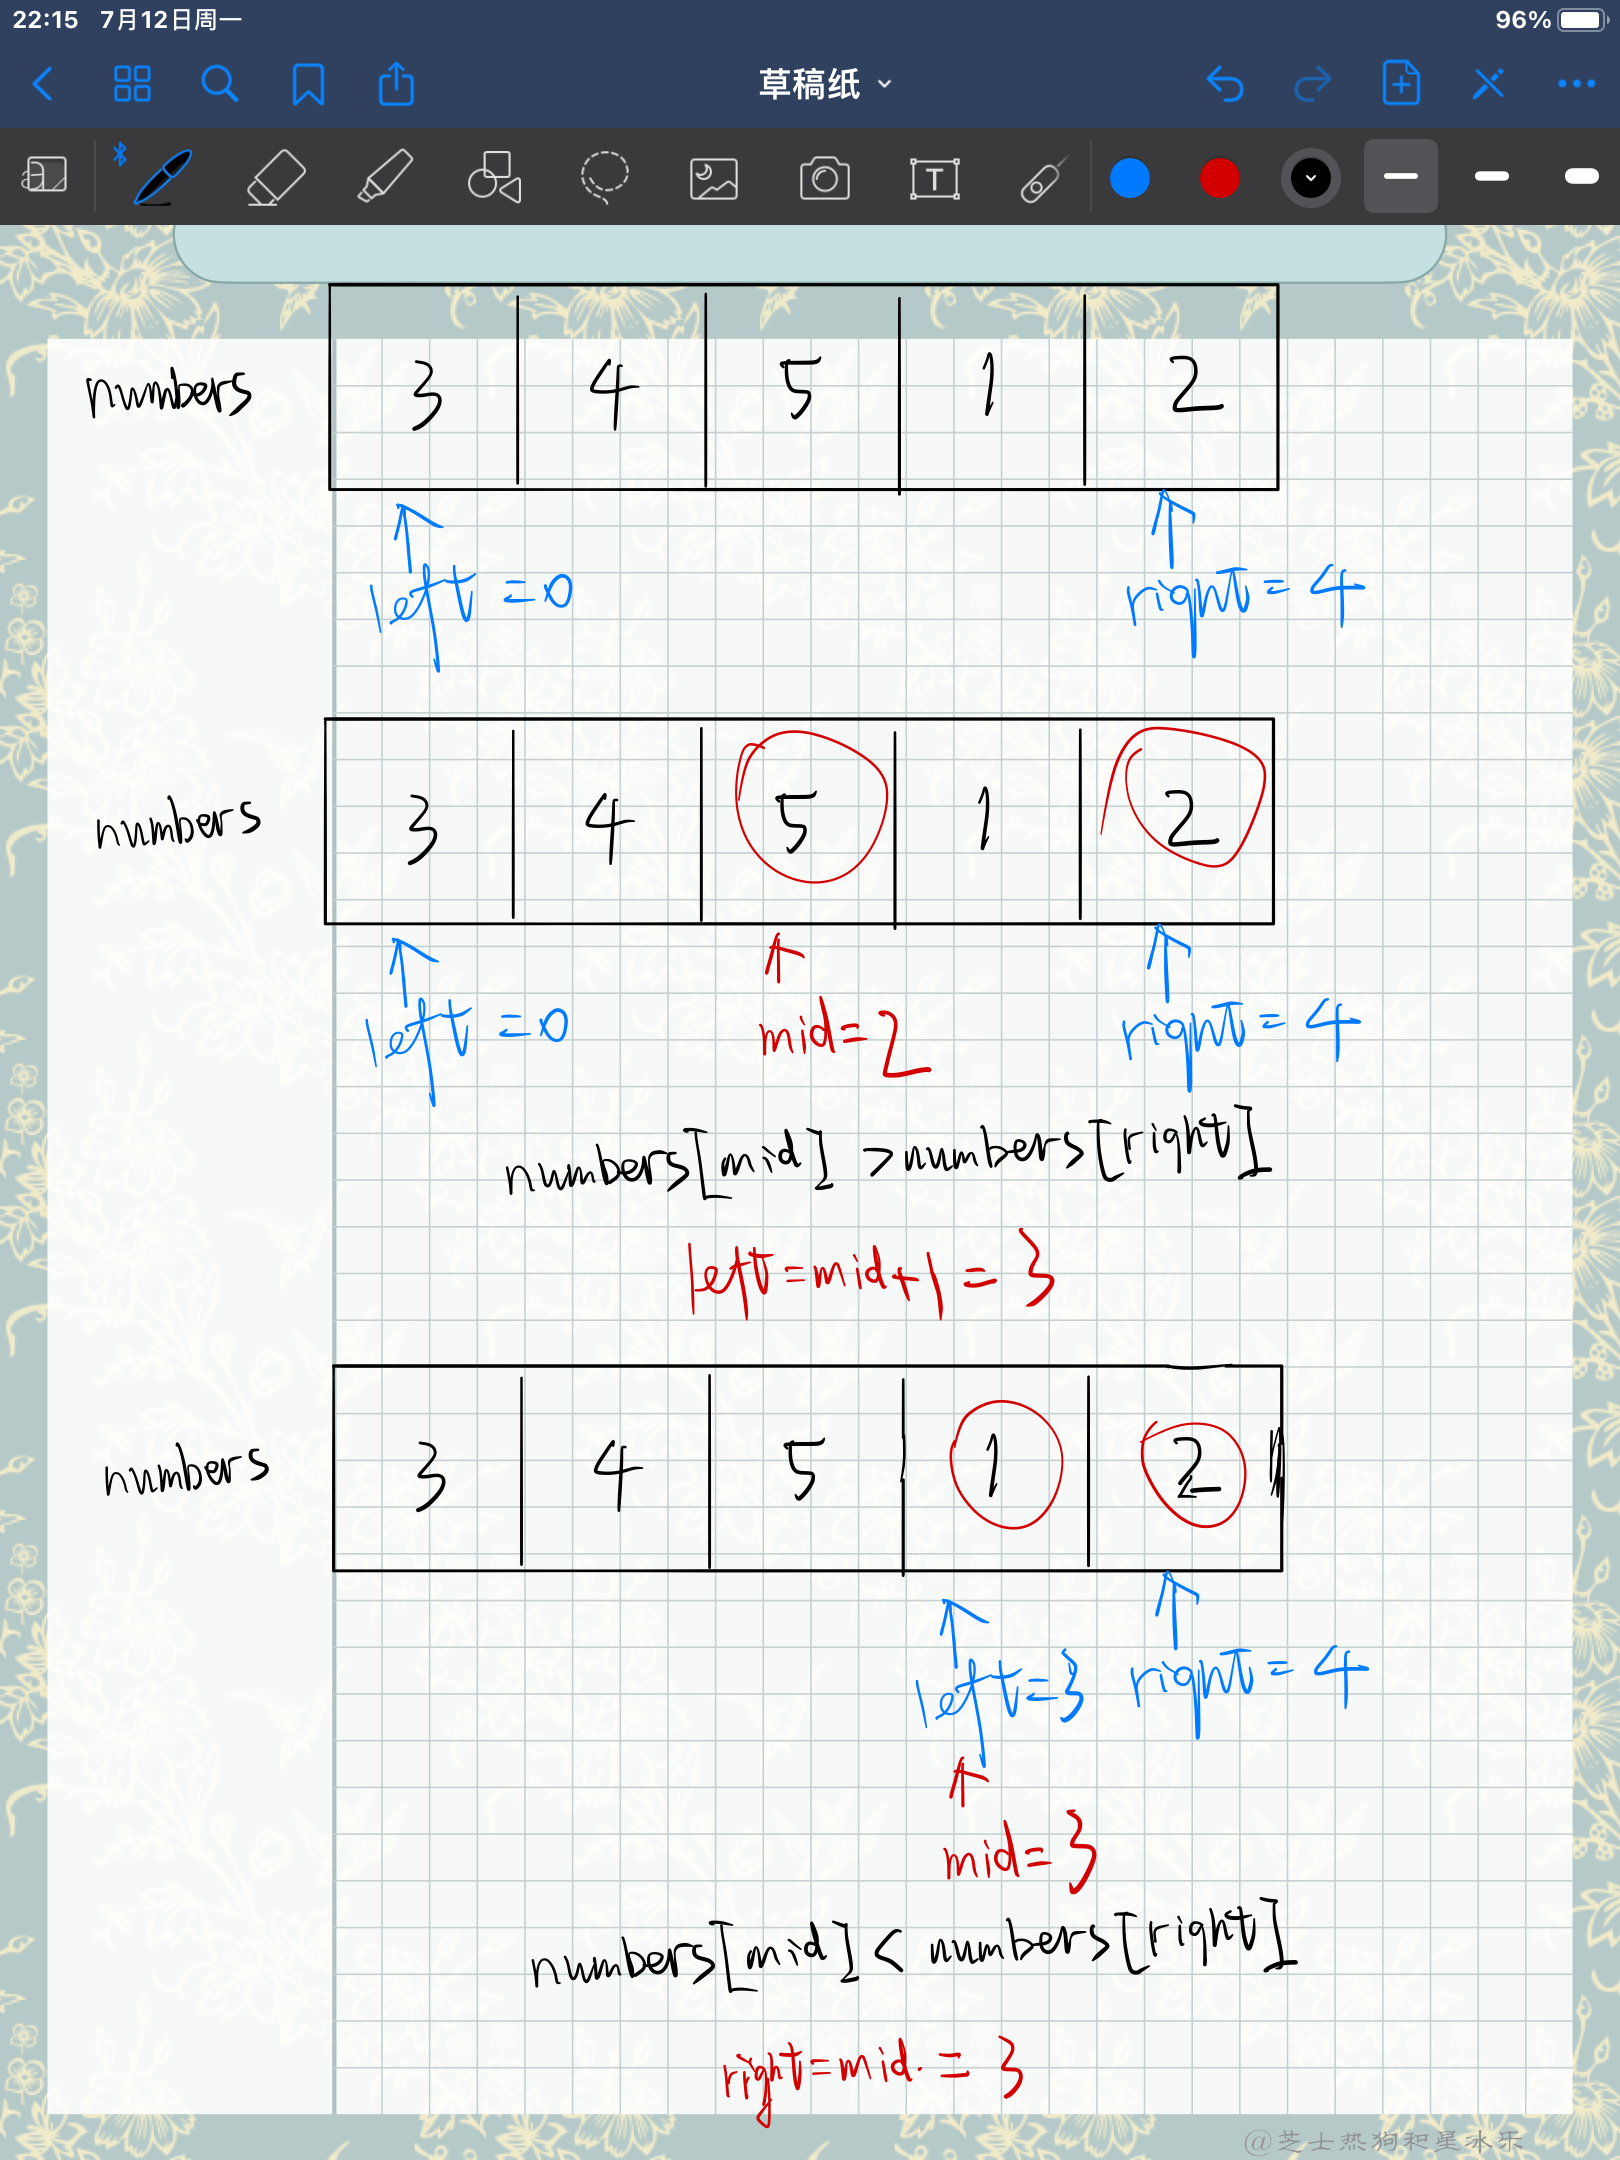 22:15 7月12日周一 96%
草稿纸
T
numbers 3 4 5 1 2
left=0 right=4
numbers 3 4 5 1 2
left=0 mid=2 right=4
numbers[mid] > numbers[right]
left=mid+1=3
numbers 3 4 5 1 2
left=3 right=4
mid=3
numbers[mid] < numbers[right]
right=mid.=3
@芝士热狗和星冰乐